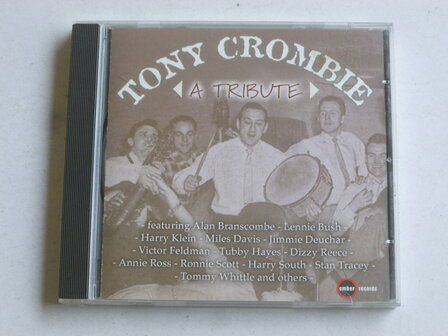 TONY CROMBIE
A TRIBUTE
- featuring Alan Branscombe - Lennie Bush -
- Harry Klein - Miles Davis - Jimmie Deuchar -
- Victor Feldman - Tubby Hayes - Dizzy Reece -
- Annie Ross - Ronnie Scott - Harry South - Stan Tracey -
- Tommy Whittle and others -
ember records